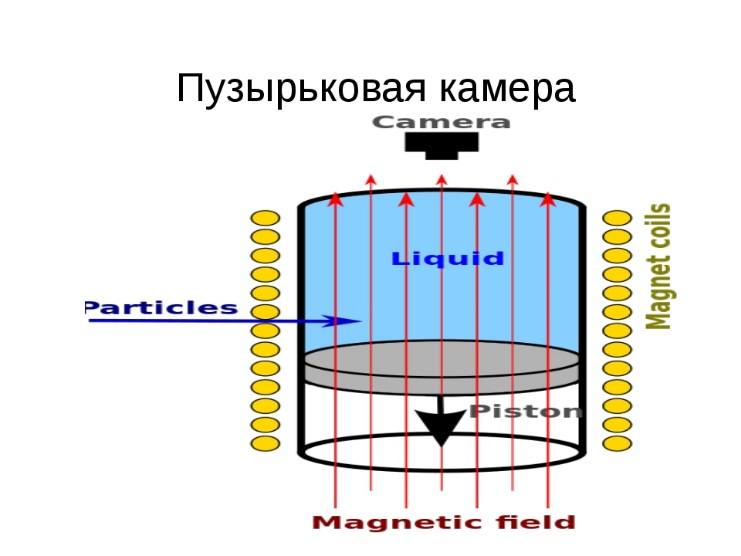 Пузырьковая камера
Camera
Liquid
Magnet coils
Particles
Piston
Magnetic field